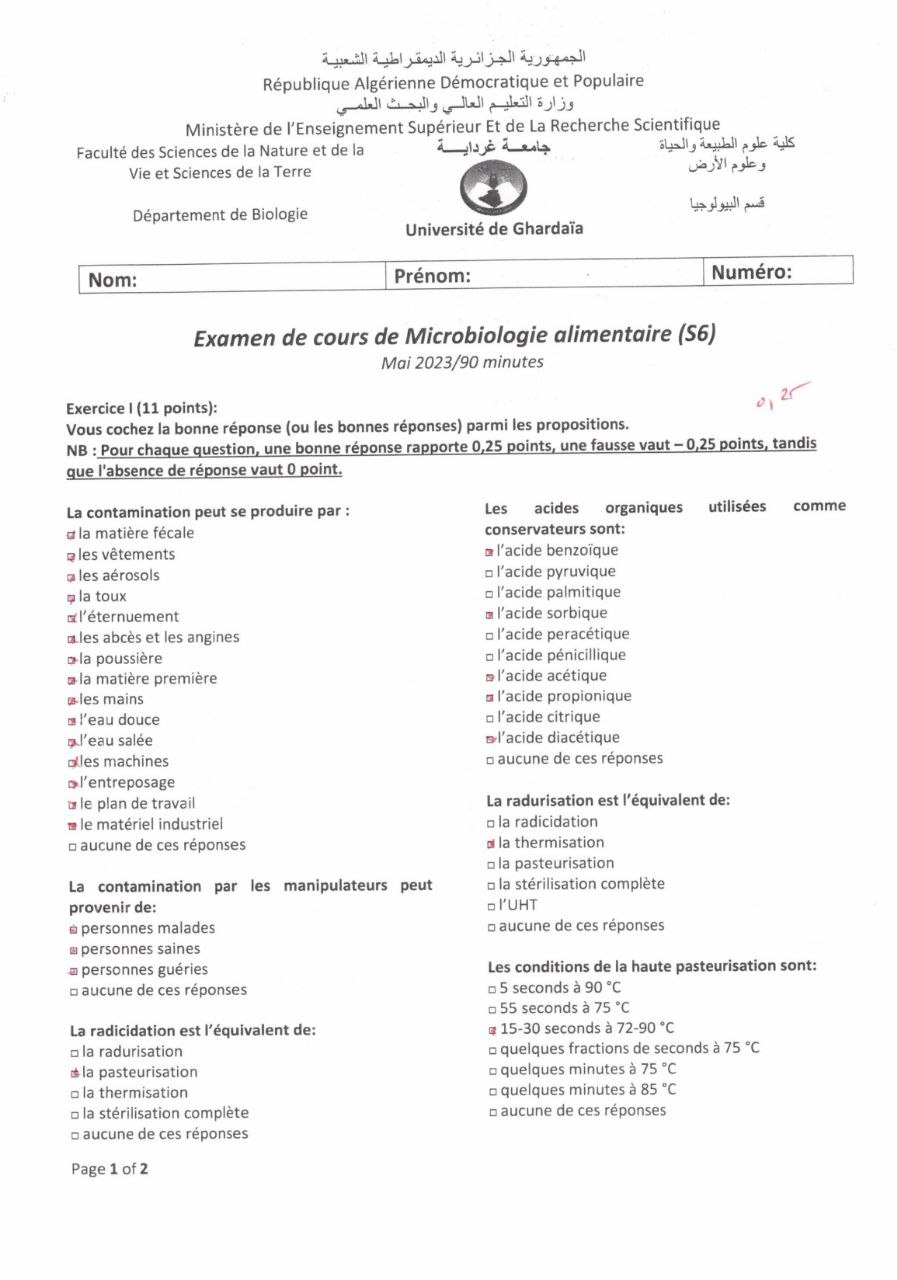 الجمهورية الجزائرية الديمقراطية الشعبية
République Algérienne Démocratique et Populaire
وزارة التعليم العالي والبحث العلمي
Ministère de l'Enseignement Supérieur Et de La Recherche Scientifique
Faculté des Sciences de la Nature et de la
Vie et Sciences de la Terre
Département de Biologie
جامعة غرداية
Université de Ghardaïa
كلية علوم الطبيعة والحياة
وعلوم الأرض
قسم البيولوجيا
Nom: Prénom: Numéro:
Examen de cours de Microbiologie alimentaire (S6)
Mai 2023/90 minutes
0,25
Exercice I (11 points):
Vous cochez la bonne réponse (ou les bonnes réponses) parmi les propositions.
NB : Pour chaque question, une bonne réponse rapporte 0,25 points, une fausse vaut – 0,25 points, tandis
que l'absence de réponse vaut 0 point.
La contamination peut se produire par :
la matière fécale
les vêtements
les aérosols
la toux
l'éternuement
les abcès et les angines
la poussière
la matière première
les mains
l'eau douce
l'eau salée
les machines
l'entreposage
le plan de travail
le matériel industriel
aucune de ces réponses
La contamination par les manipulateurs peut
provenir de:
personnes malades
personnes saines
personnes guéries
aucune de ces réponses
La radicidation est l'équivalent de:
la radurisation
la pasteurisation
la thermisation
la stérilisation complète
aucune de ces réponses
Les acides organiques utilisées comme
conservateurs sont:
l'acide benzoïque
l'acide pyruvique
l'acide palmitique
l'acide sorbique
l'acide peracétique
l'acide pénicillique
l'acide acétique
l'acide propionique
l'acide citrique
l'acide diacétique
aucune de ces réponses
La radurisation est l'équivalent de:
la radicidation
la thermisation
la pasteurisation
la stérilisation complète
l'UHT
aucune de ces réponses
Les conditions de la haute pasteurisation sont:
5 seconds à 90 °C
55 seconds à 75 °C
15-30 seconds à 72-90 °C
quelques fractions de seconds à 75 °C
quelques minutes à 75 °C
quelques minutes à 85 °C
aucune de ces réponses
Page 1 of 2